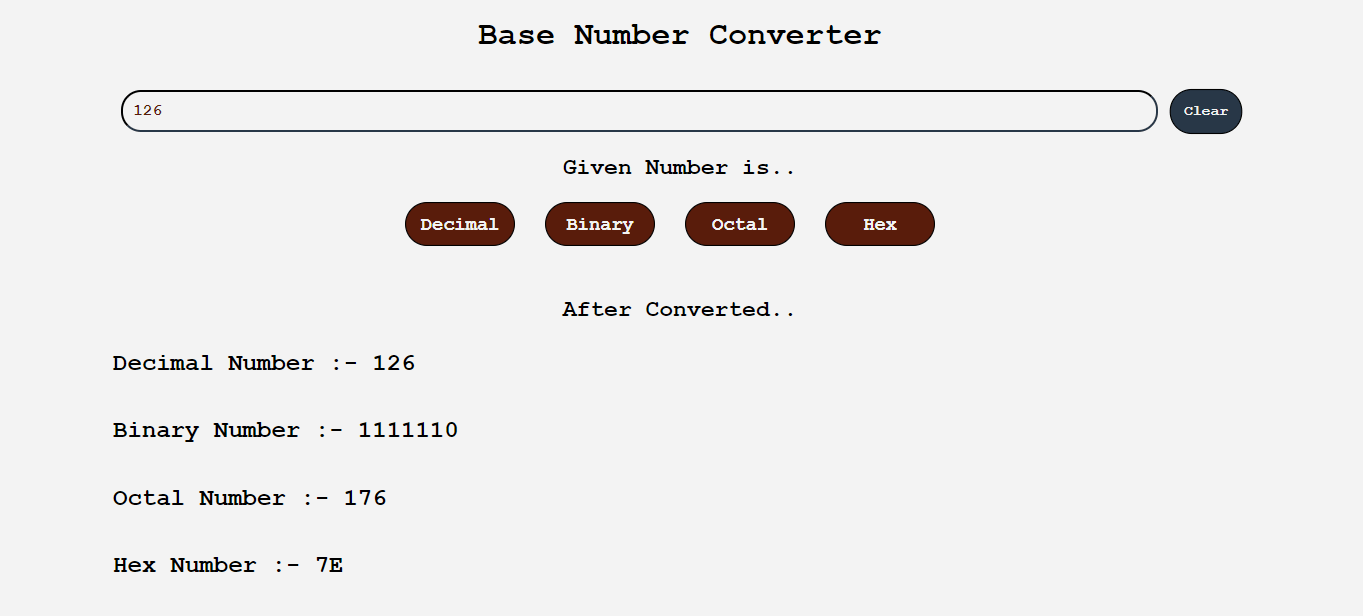 Base Number Converter
126 Clear
Given Number is..
Decimal Binary Octal Hex
After Converted..
Decimal Number :- 126
Binary Number :- 1111110
Octal Number :- 176
Hex Number :- 7E